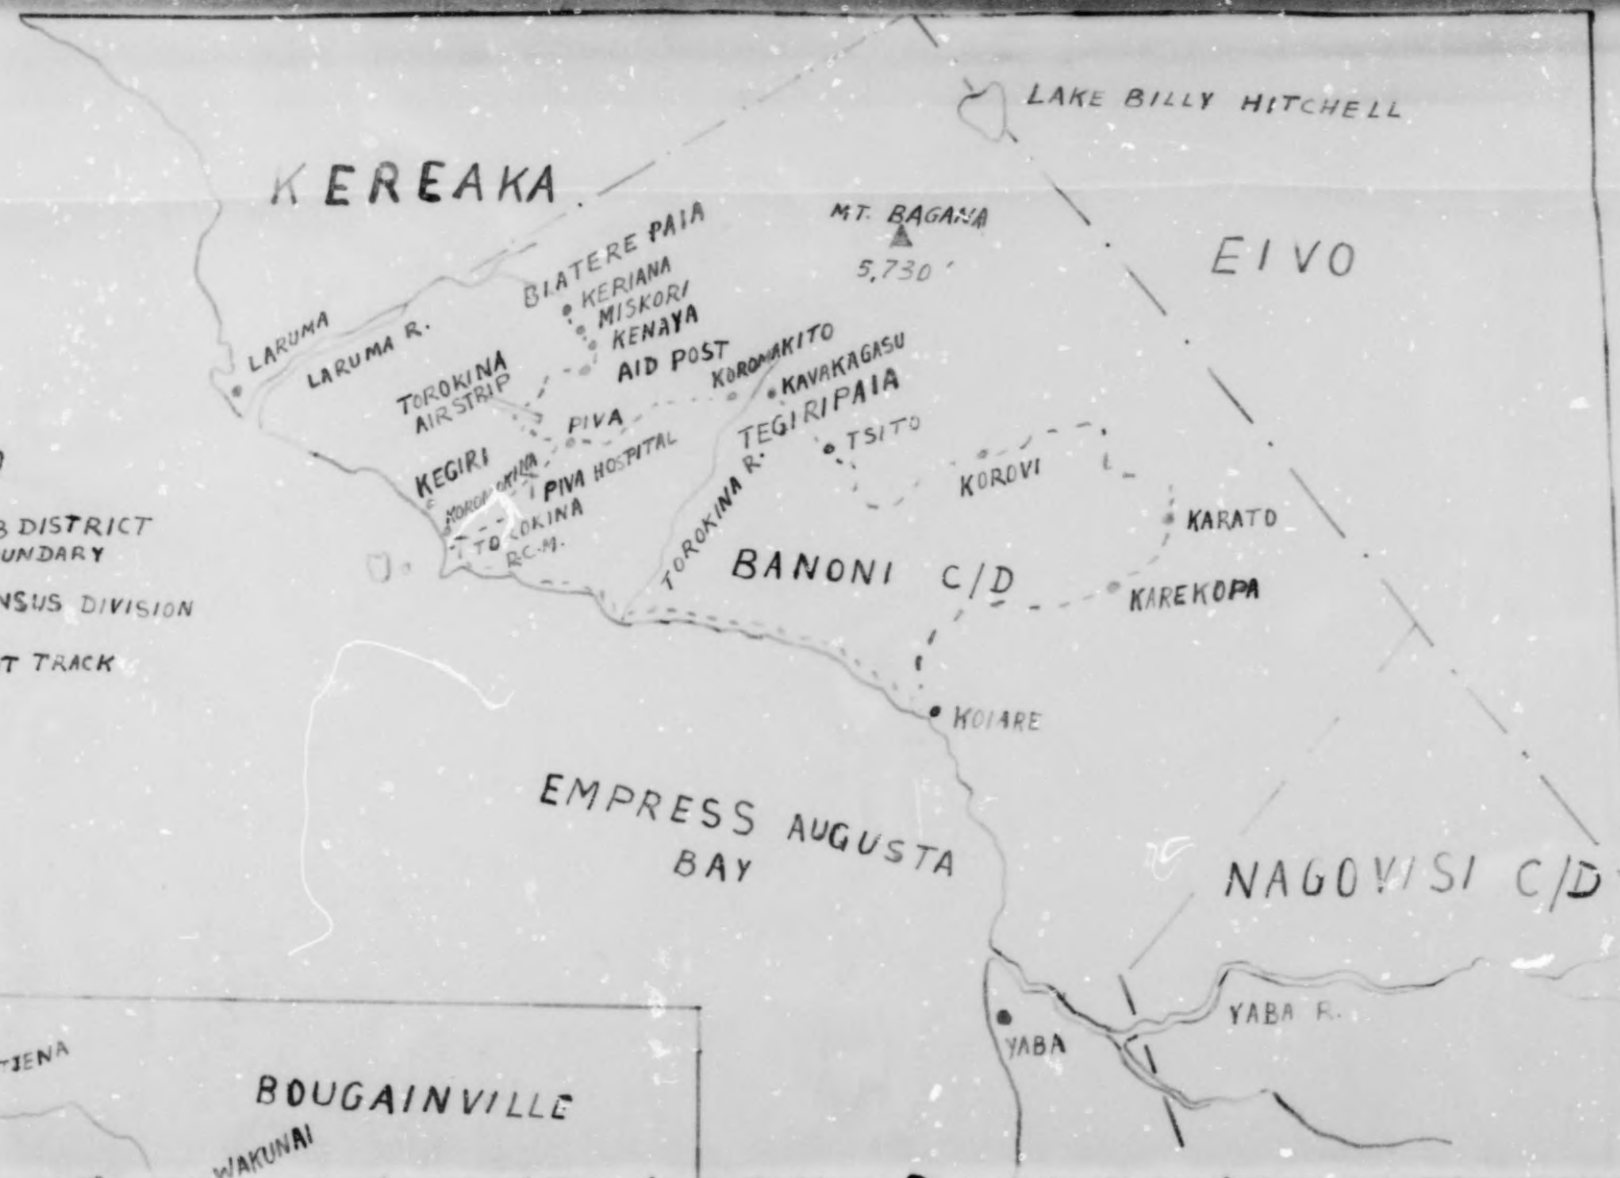 LAKE BILLY HITCHELL
KEREAKA
MT. BAGANA
5,730'
EIVO
BIATERE PAIA
KERIANA
MISKORI
KENAYA
AID POST
LARUMA
LARUMA R.
TOROKINA
AIRSTRIP
KOROMAKITO
KAVAKAGASU
TEGIRIPAIA
PIVA
TSITO
KEGIRI
MOROMOKINA
PIVA HOSPITAL
KOROVI
TOROKINA
R.C.M.
TOROKINA R.
KARATO
B DISTRICT
UNDARY
BANONI C/D
KAREKOPA
NSUS DIVISION
T TRACK
KOIARE
EMPRESS AUGUSTA
BAY
NAGOVISI C/D
YABA R.
YABA
TJENA
BOUGAINVILLE
WAKUNAI